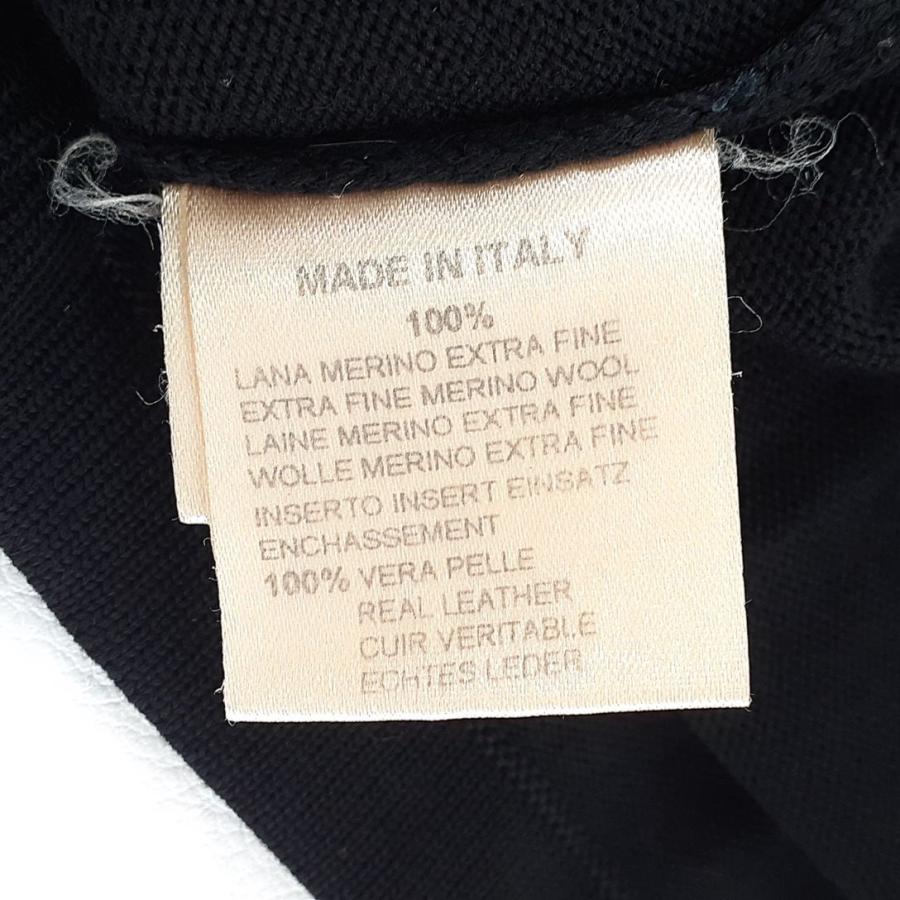 MADE IN ITALY
100%
LANA MERINO EXTRA FINE
EXTRA FINE MERINO WOOL
LAINE MERINO EXTRA FINE
WOLLE MERINO EXTRA FINE
INSERTO INSERT EINSATZ
ENCHASSEMENT
100% VERA PELLE
REAL LEATHER
CUIR VERITABLE
ECHTES LEDER